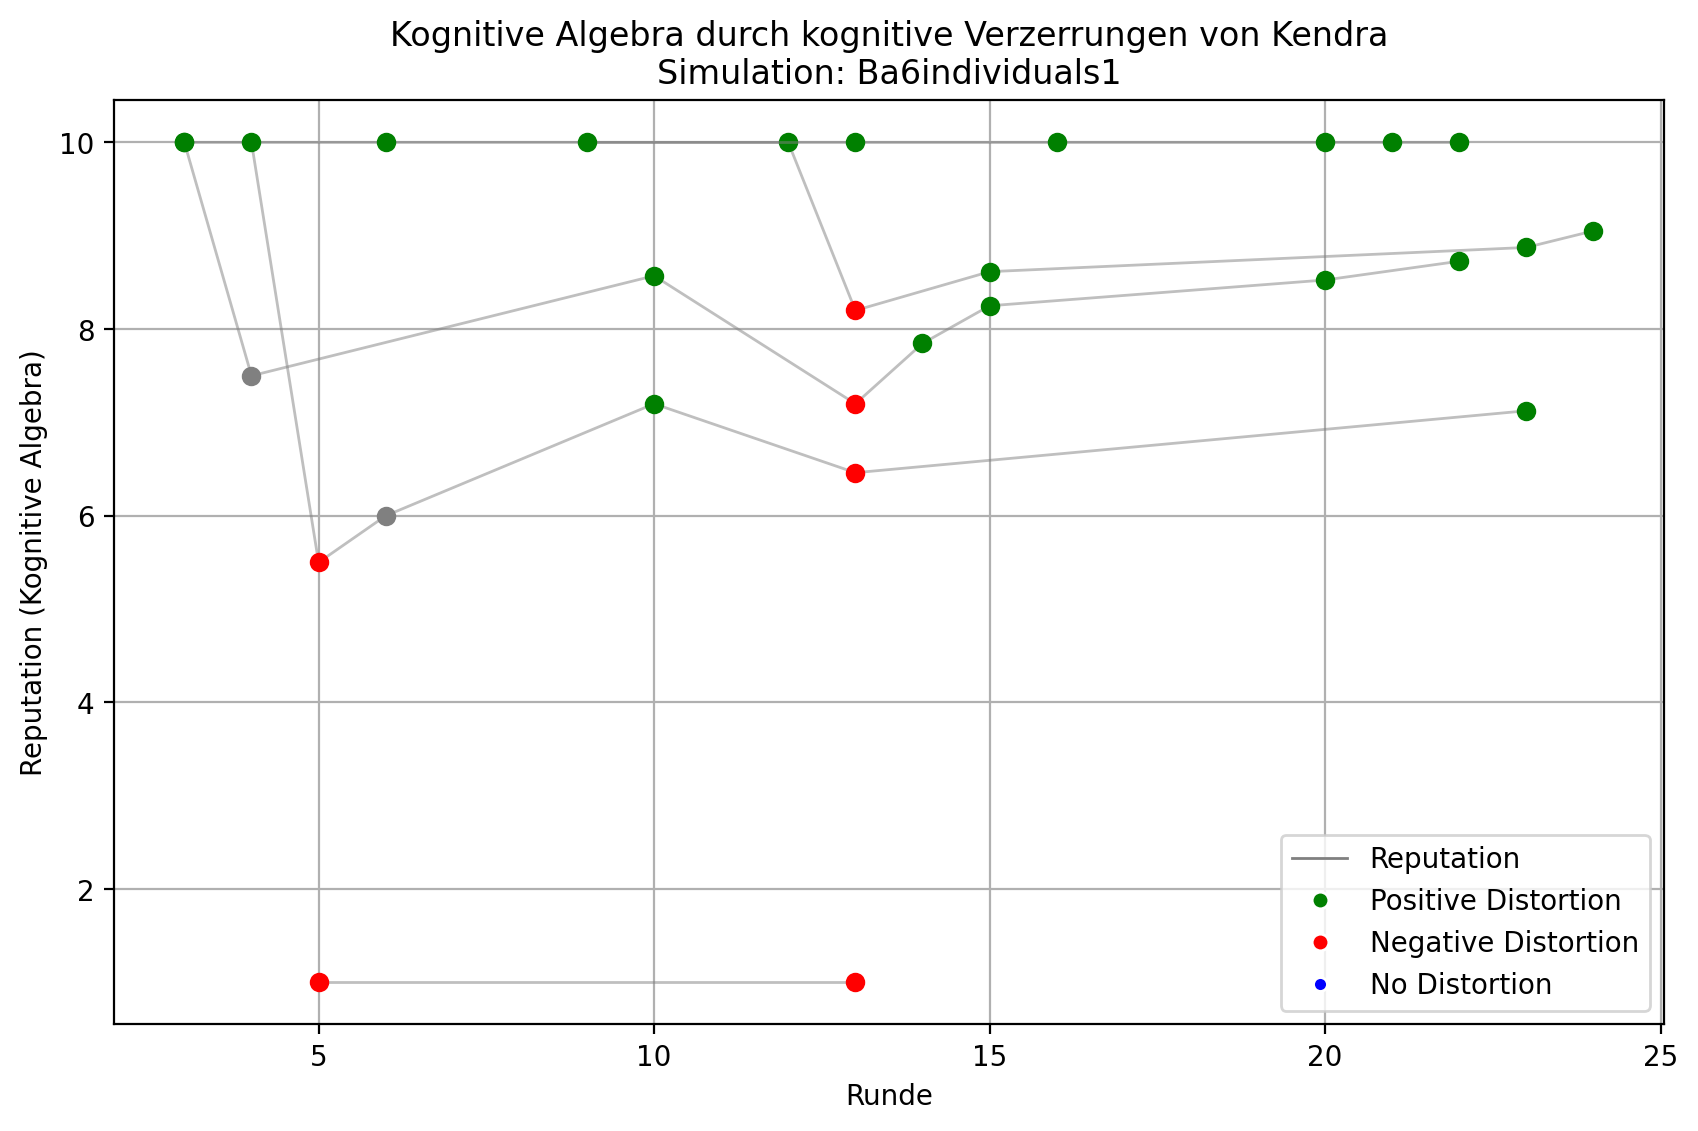 Kognitive Algebra durch kognitive Verzerrungen von Kendra
Simulation: Ba6individuals1
Reputation (Kognitive Algebra)
10
8
6
4
2
5
10
15
20
25
Runde
Reputation
Positive Distortion
Negative Distortion
No Distortion